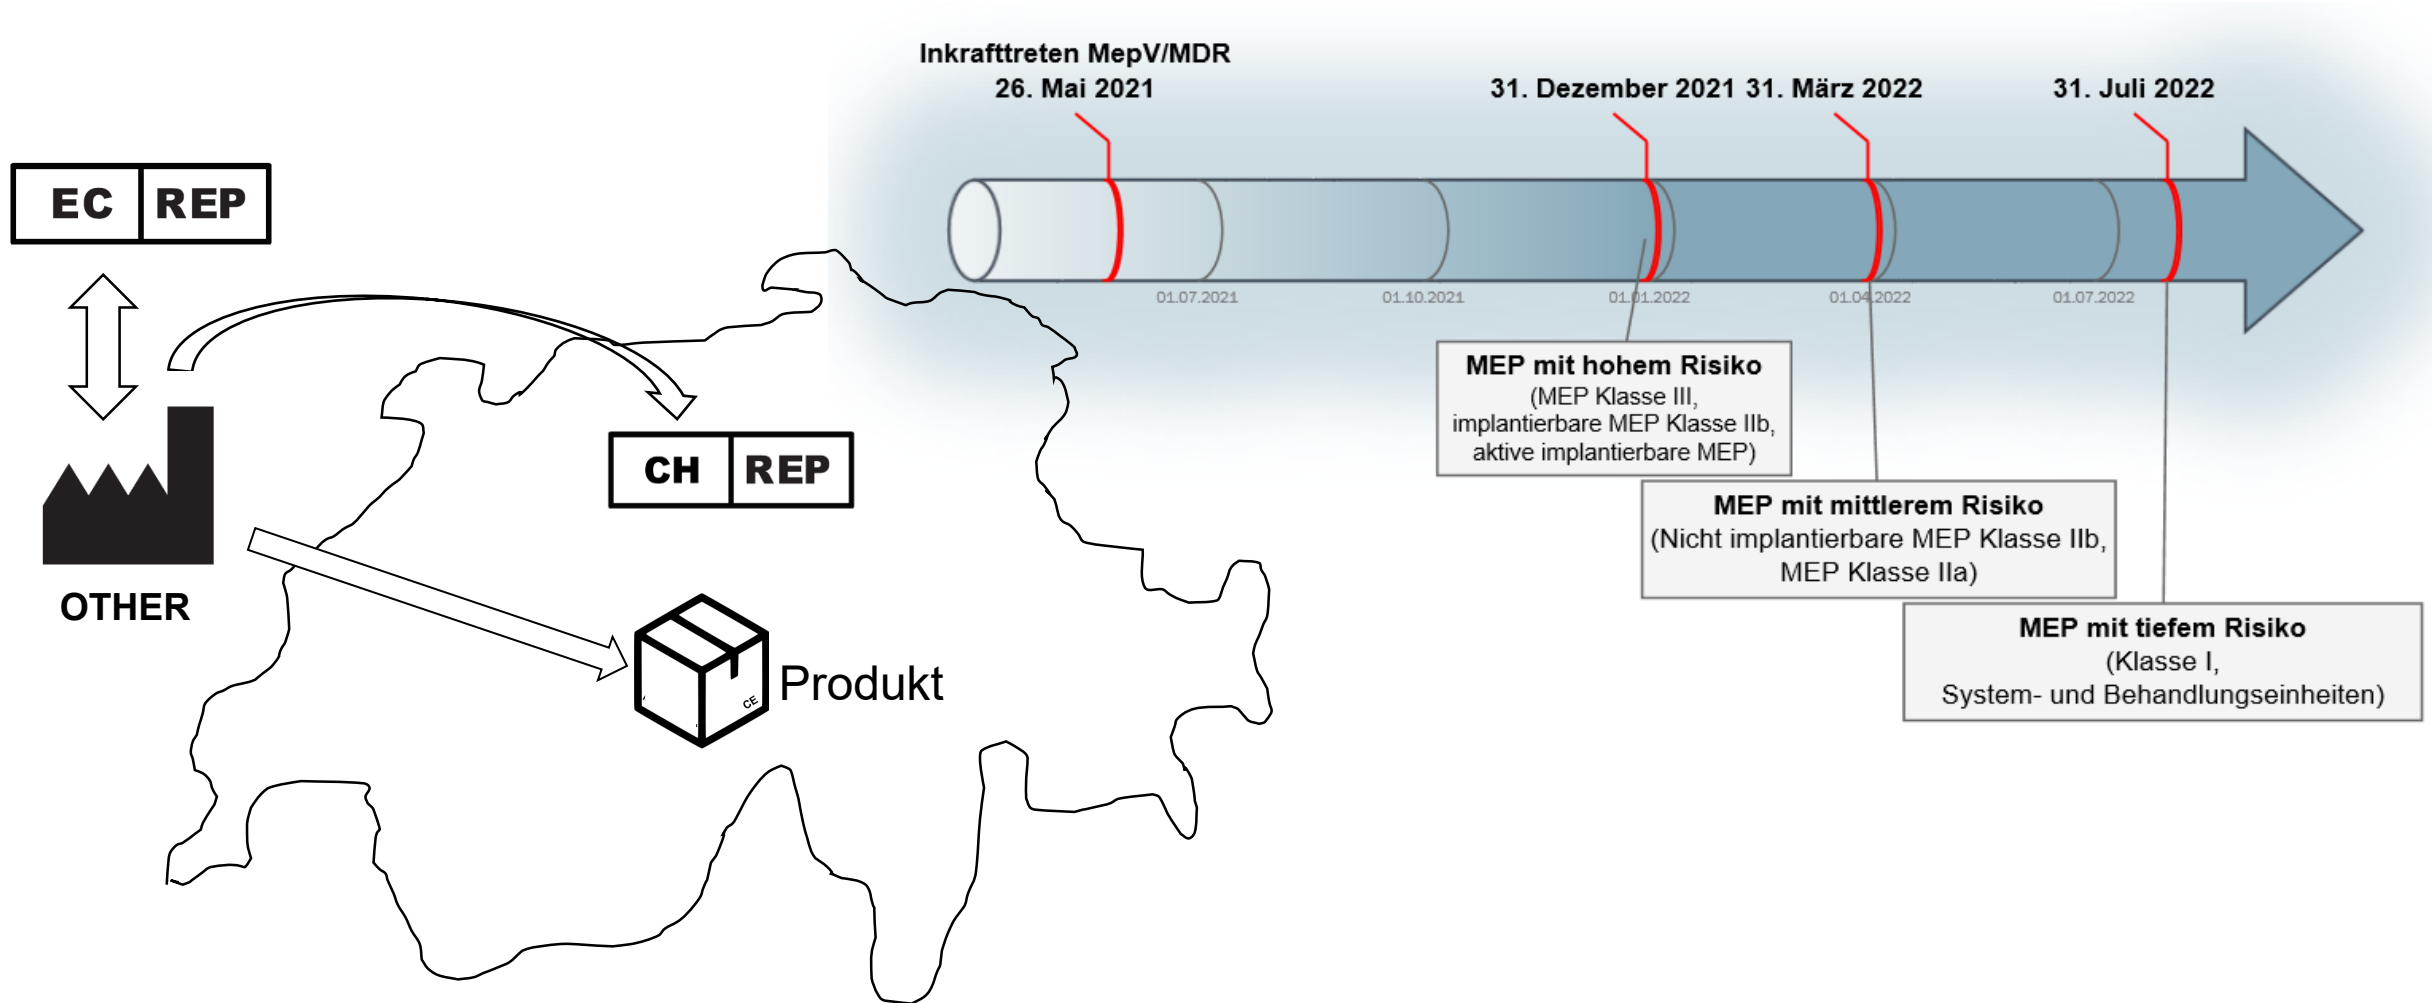 Inkrafttreten MepV/MDR
26. Mai 2021
31. Dezember 2021
31. März 2022
31. Juli 2022
01.07.2021
01.10.2021
01.01.2022
01.04.2022
01.07.2022
EC REP
OTHER
CH REP
Produkt
CE
MEP mit hohem Risiko
(MEP Klasse III,
implantierbare MEP Klasse IIb,
aktive implantierbare MEP)
MEP mit mittlerem Risiko
(Nicht implantierbare MEP Klasse IIb,
MEP Klasse IIa)
MEP mit tiefem Risiko
(Klasse I,
System- und Behandlungseinheiten)